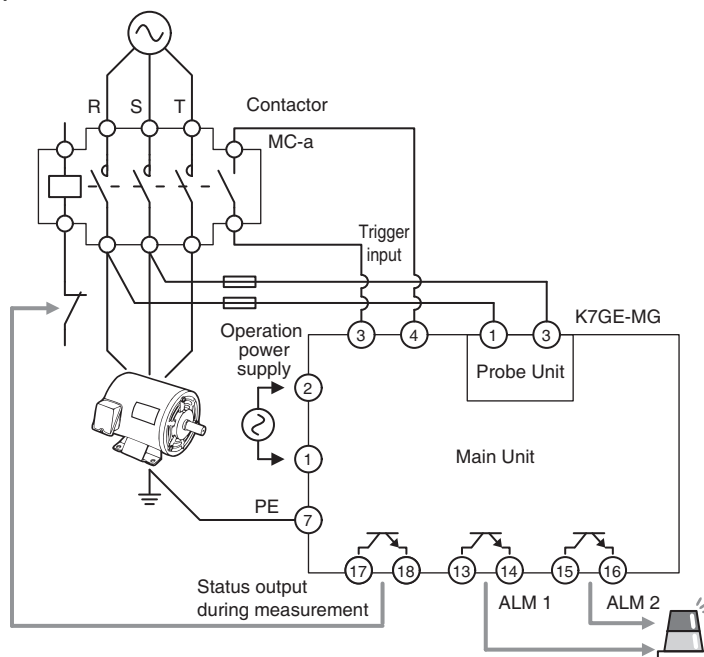 R S T
Contactor
MC-a
Trigger
input
3 4 1 3
K7GE-MG
Operation
power
supply
Probe Unit
2
1
Main Unit
PE
7
17 18 13 14 15 16
Status output
during measurement
ALM 1
ALM 2